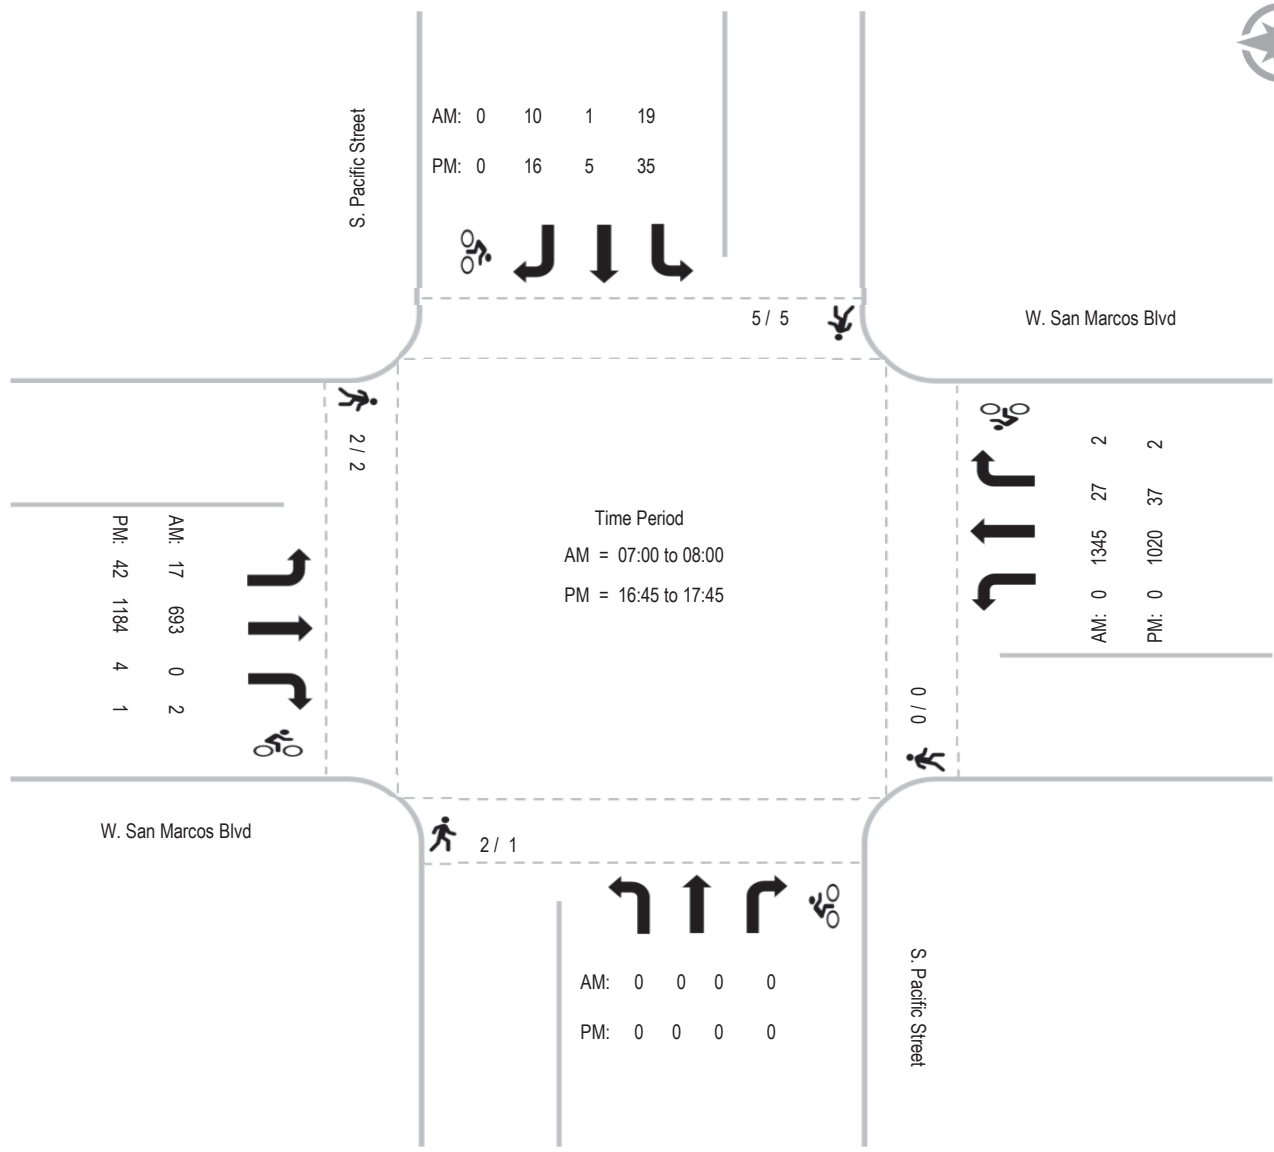 S. Pacific Street
AM: 0 10 1 19
PM: 0 16 5 35
5 / 5
W. San Marcos Blvd
2 / 2
AM: 17 693 0 2
PM: 42 1184 4 1
Time Period
AM = 07:00 to 08:00
PM = 16:45 to 17:45
AM: 0 1345 27 2
PM: 0 1020 37 2
0 / 0
W. San Marcos Blvd
2 / 1
AM: 0 0 0 0
PM: 0 0 0 0
S. Pacific Street